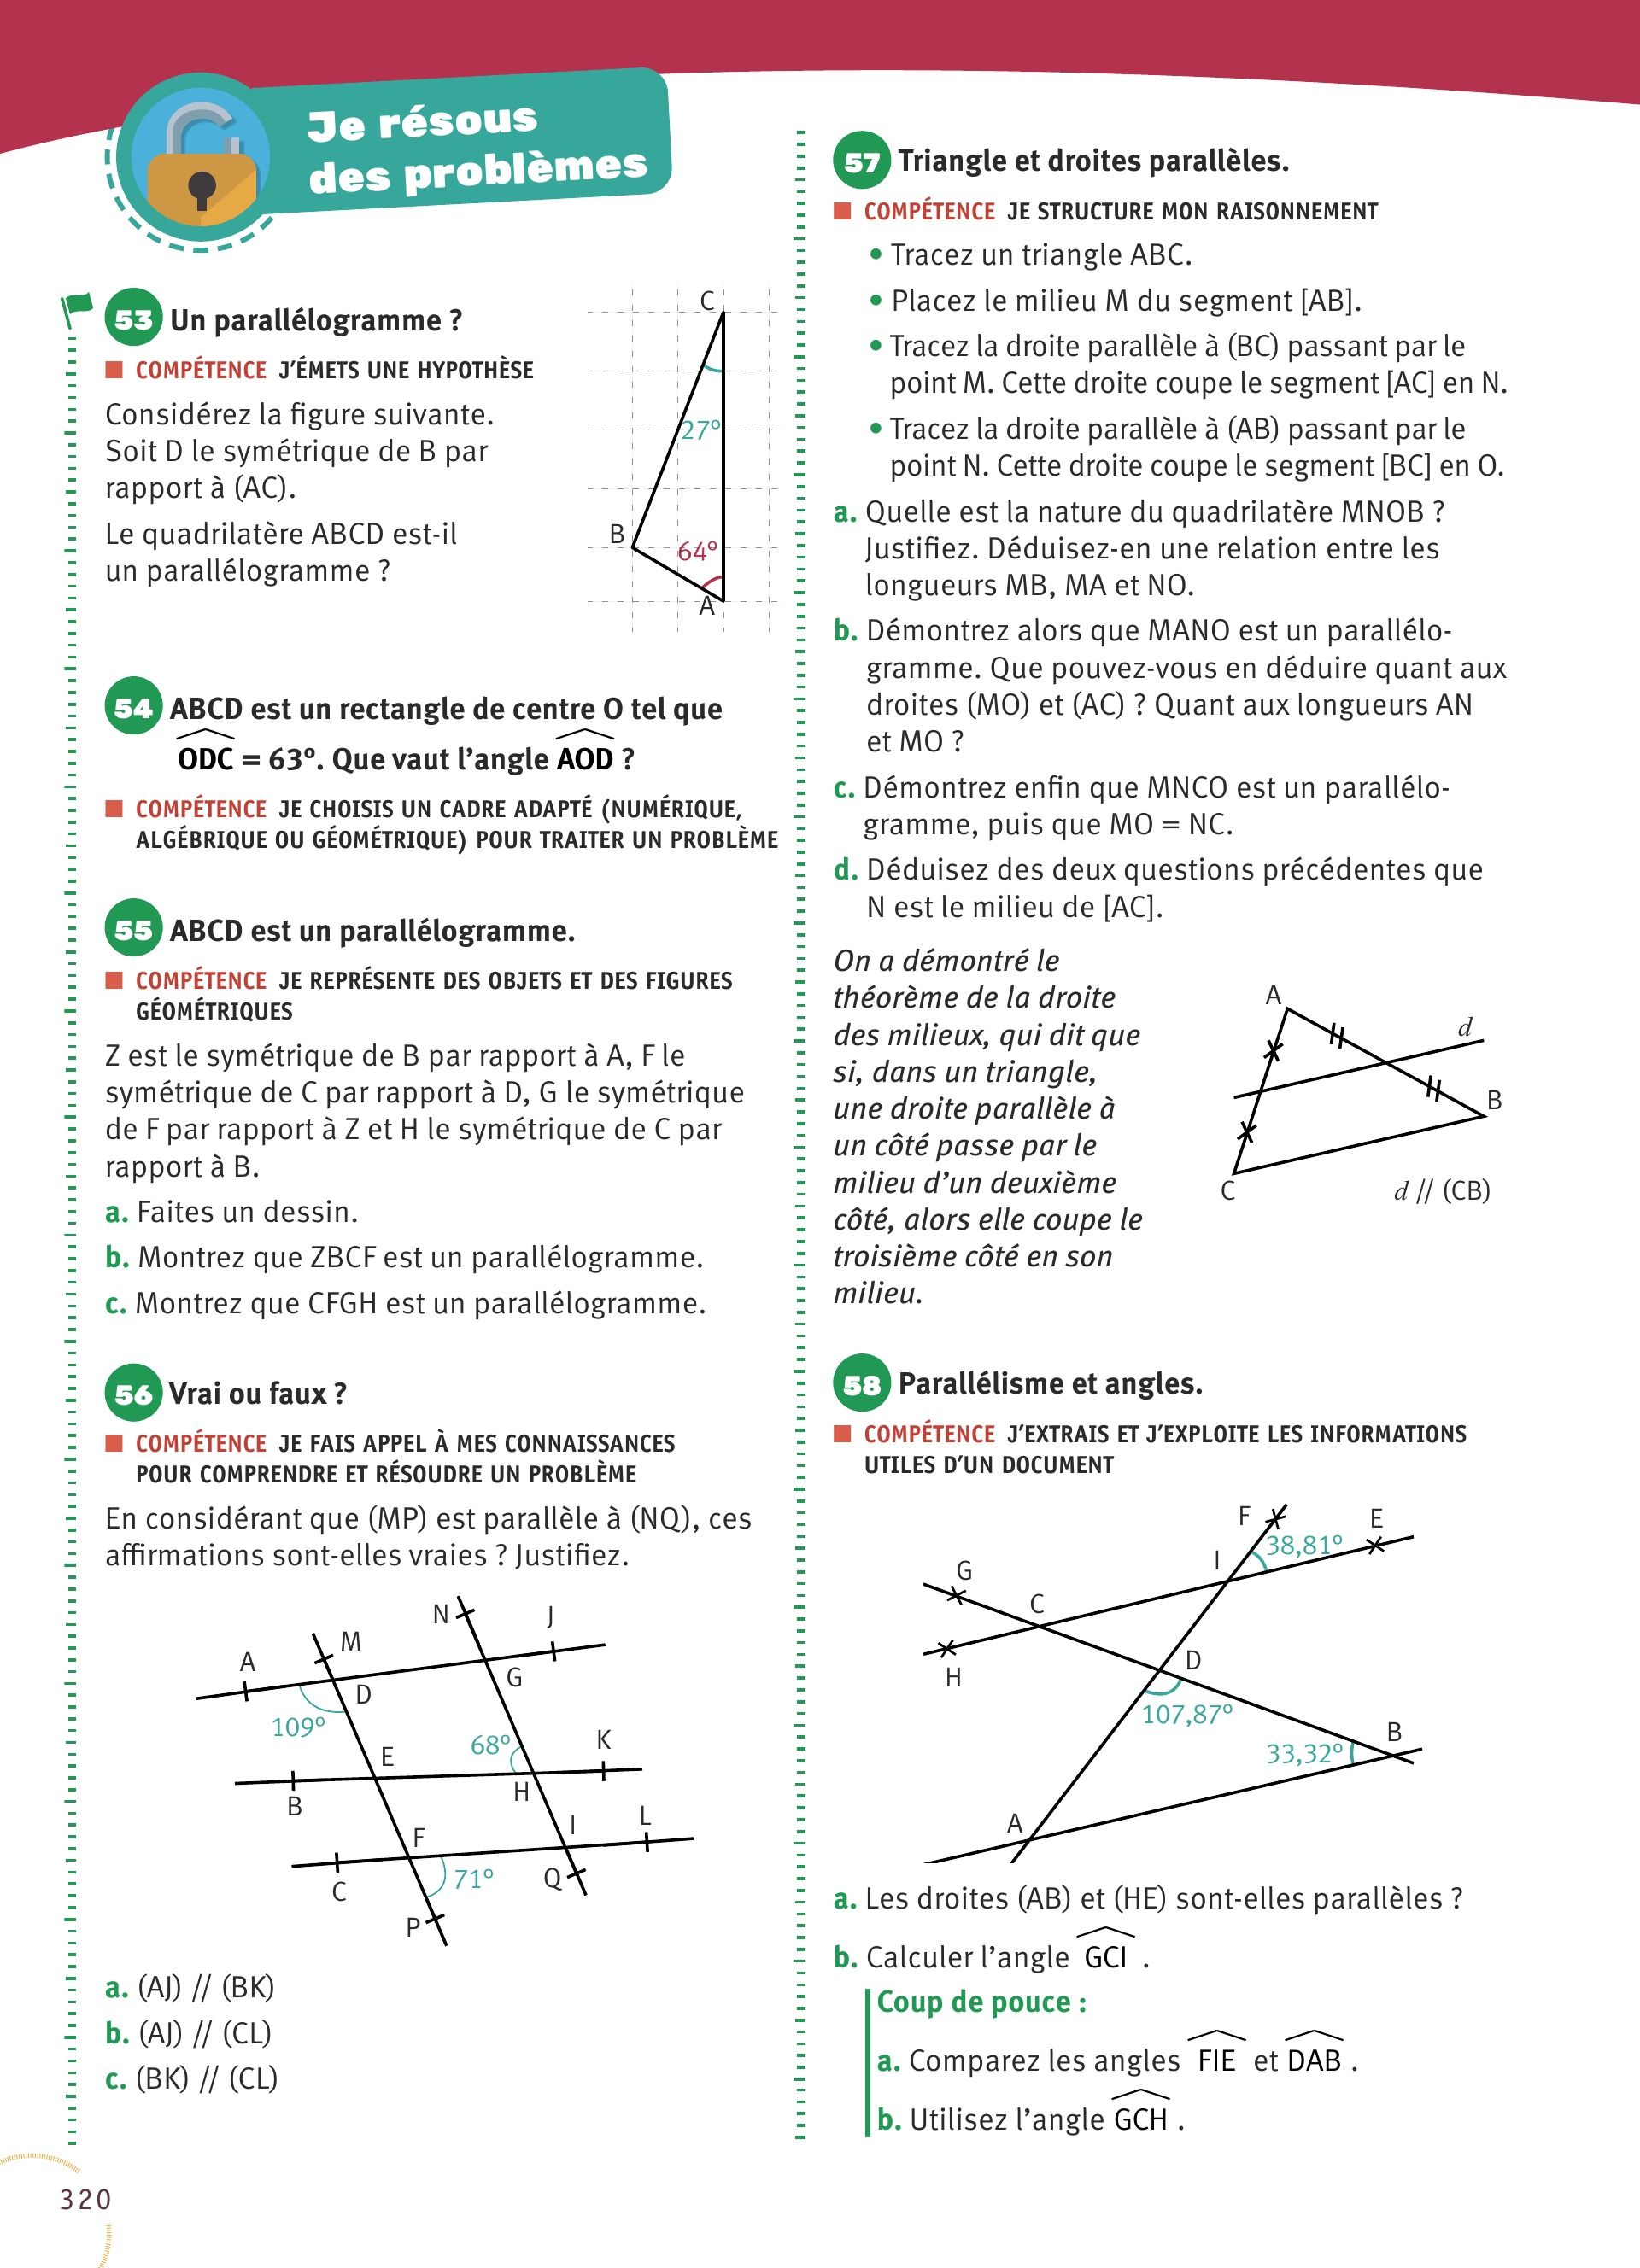 Je résous
des problèmes
53 Un parallélogramme ?
COMPÉTENCE J’ÉMETS UNE HYPOTHÈSE
Considérez la figure suivante.
Soit D le symétrique de B par
rapport à (AC).
Le quadrilatère ABCD est-il
un parallélogramme ?
C
27º
B
64º
A
54 ABCD est un rectangle de centre O tel que
ODC = 63º. Que vaut l’angle AOD ?
COMPÉTENCE JE CHOISIS UN CADRE ADAPTÉ (NUMÉRIQUE,
ALGÉBRIQUE OU GÉOMÉTRIQUE) POUR TRAITER UN PROBLÈME
55 ABCD est un parallélogramme.
COMPÉTENCE JE REPRÉSENTE DES OBJETS ET DES FIGURES
GÉOMÉTRIQUES
Z est le symétrique de B par rapport à A, F le
symétrique de C par rapport à D, G le symétrique
de F par rapport à Z et H le symétrique de C par
rapport à B.
a. Faites un dessin.
b. Montrez que ZBCF est un parallélogramme.
c. Montrez que CFGH est un parallélogramme.
56 Vrai ou faux ?
COMPÉTENCE JE FAIS APPEL À MES CONNAISSANCES
POUR COMPRENDRE ET RÉSOUDRE UN PROBLÈME
En considérant que (MP) est parallèle à (NQ), ces
affirmations sont-elles vraies ? Justifiez.
N
J
M
A
G
D
109º
68º
K
E
H
B
I
L
F
71º
Q
C
P
a. (AJ) // (BK)
b. (AJ) // (CL)
c. (BK) // (CL)
57 Triangle et droites parallèles.
COMPÉTENCE JE STRUCTURE MON RAISONNEMENT
• Tracez un triangle ABC.
• Placez le milieu M du segment [AB].
• Tracez la droite parallèle à (BC) passant par le
point M. Cette droite coupe le segment [AC] en N.
• Tracez la droite parallèle à (AB) passant par le
point N. Cette droite coupe le segment [BC] en O.
a. Quelle est la nature du quadrilatère MNOB ?
Justifiez. Déduisez-en une relation entre les
longueurs MB, MA et NO.
b. Démontrez alors que MANO est un parallélo-
gramme. Que pouvez-vous en déduire quant aux
droites (MO) et (AC) ? Quant aux longueurs AN
et MO ?
c. Démontrez enfin que MNCO est un parallélo-
gramme, puis que MO = NC.
d. Déduisez des deux questions précédentes que
N est le milieu de [AC].
On a démontré le
théorème de la droite
des milieux, qui dit que
si, dans un triangle,
une droite parallèle à
un côté passe par le
milieu d’un deuxième
côté, alors elle coupe le
troisième côté en son
milieu.
A
d
B
C
d // (CB)
58 Parallélisme et angles.
COMPÉTENCE J’EXTRAIS ET J’EXPLOITE LES INFORMATIONS
UTILES D’UN DOCUMENT
F
E
38,81º
I
G
C
D
H
107,87º
B
33,32º
A
a. Les droites (AB) et (HE) sont-elles parallèles ?
b. Calculer l’angle GCI .
Coup de pouce :
a. Comparez les angles FIE et DAB .
b. Utilisez l’angle GCH .
320